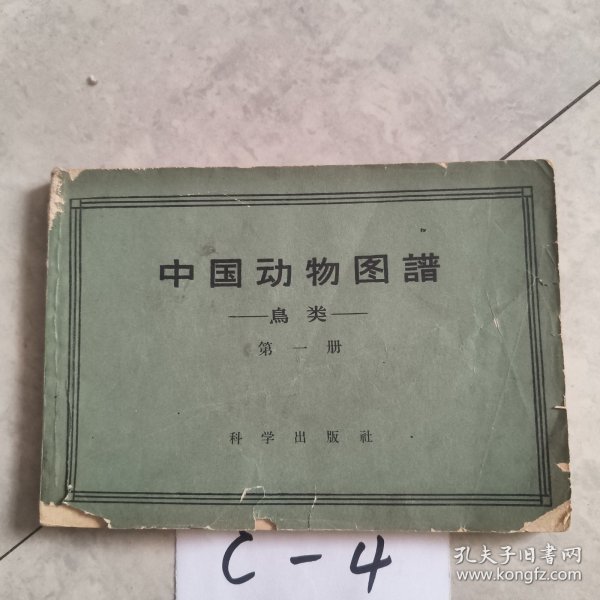 中国动物图譜
——鳥类——
第一册
科学出版社
C-4
孔夫子旧書网
www.kongfz.com